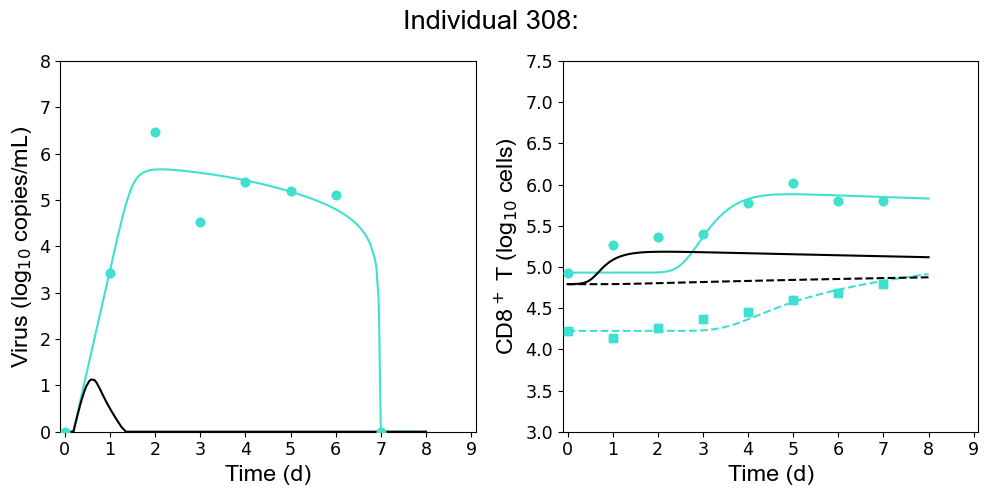 Individual 308:
Virus (log10 copies/mL)
8
7
6
5
4
3
2
1
0
0 1 2 3 4 5 6 7 8 9
Time (d)
CD8+ T (log10 cells)
7.5
7.0
6.5
6.0
5.5
5.0
4.5
4.0
3.5
3.0
0 1 2 3 4 5 6 7 8 9
Time (d)